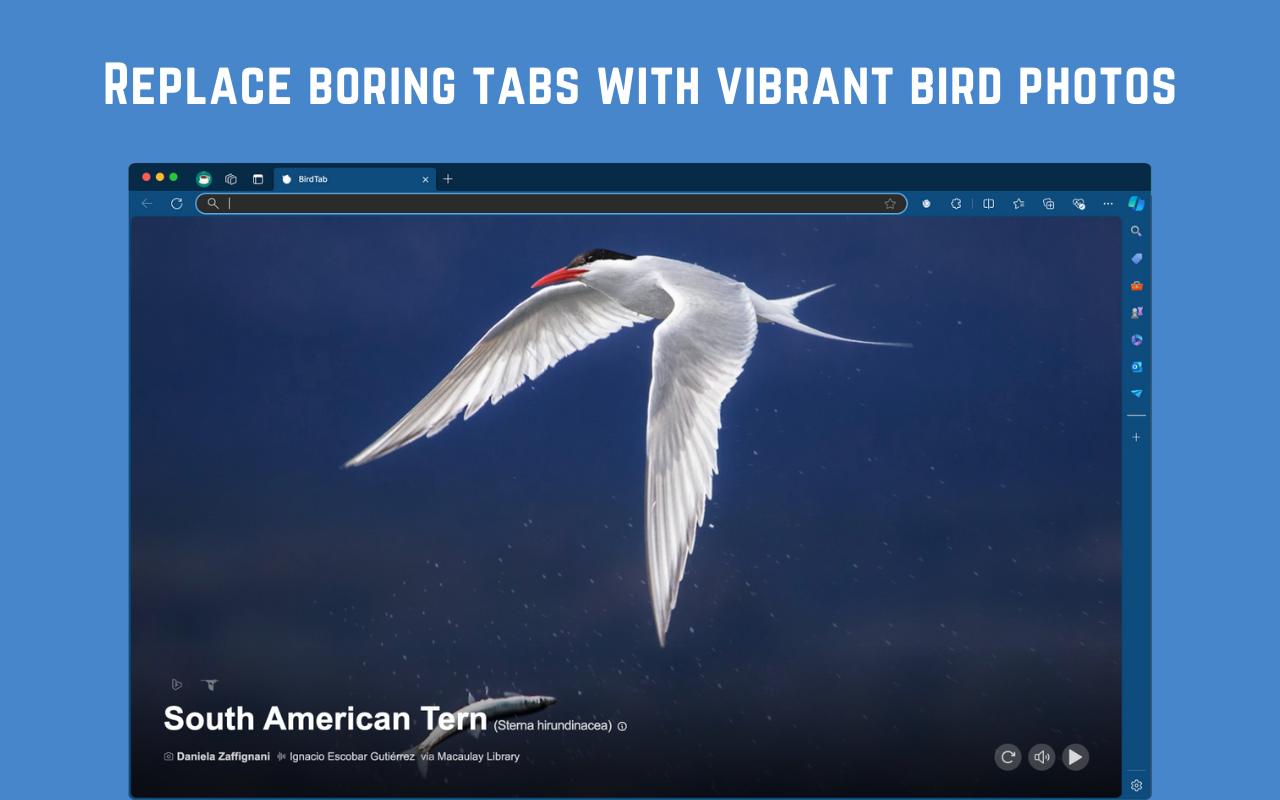 Replace boring tabs with vibrant bird photos
BirdTab
South American Tern (Sterna hirundinacea)
Daniela Zaffignani Ignacio Escobar Gutiérrez via Macaulay Library